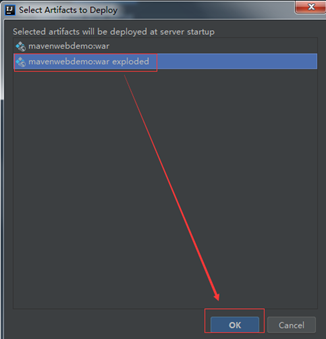 Select Artifacts to Deploy
Selected artifacts will be deployed at server startup
mavenwebdemo:war
mavenwebdemo:war exploded
OK
Cancel